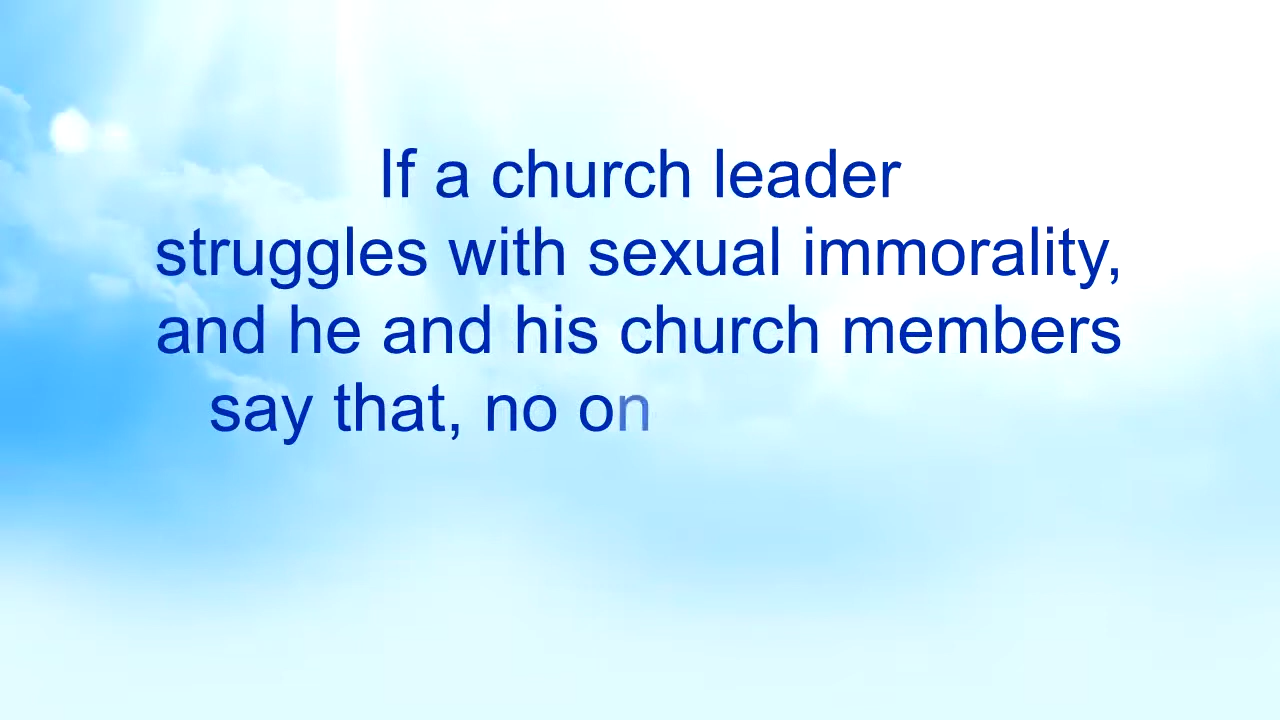 If a church leader
struggles with sexual immorality,
and he and his church members
say that, no on